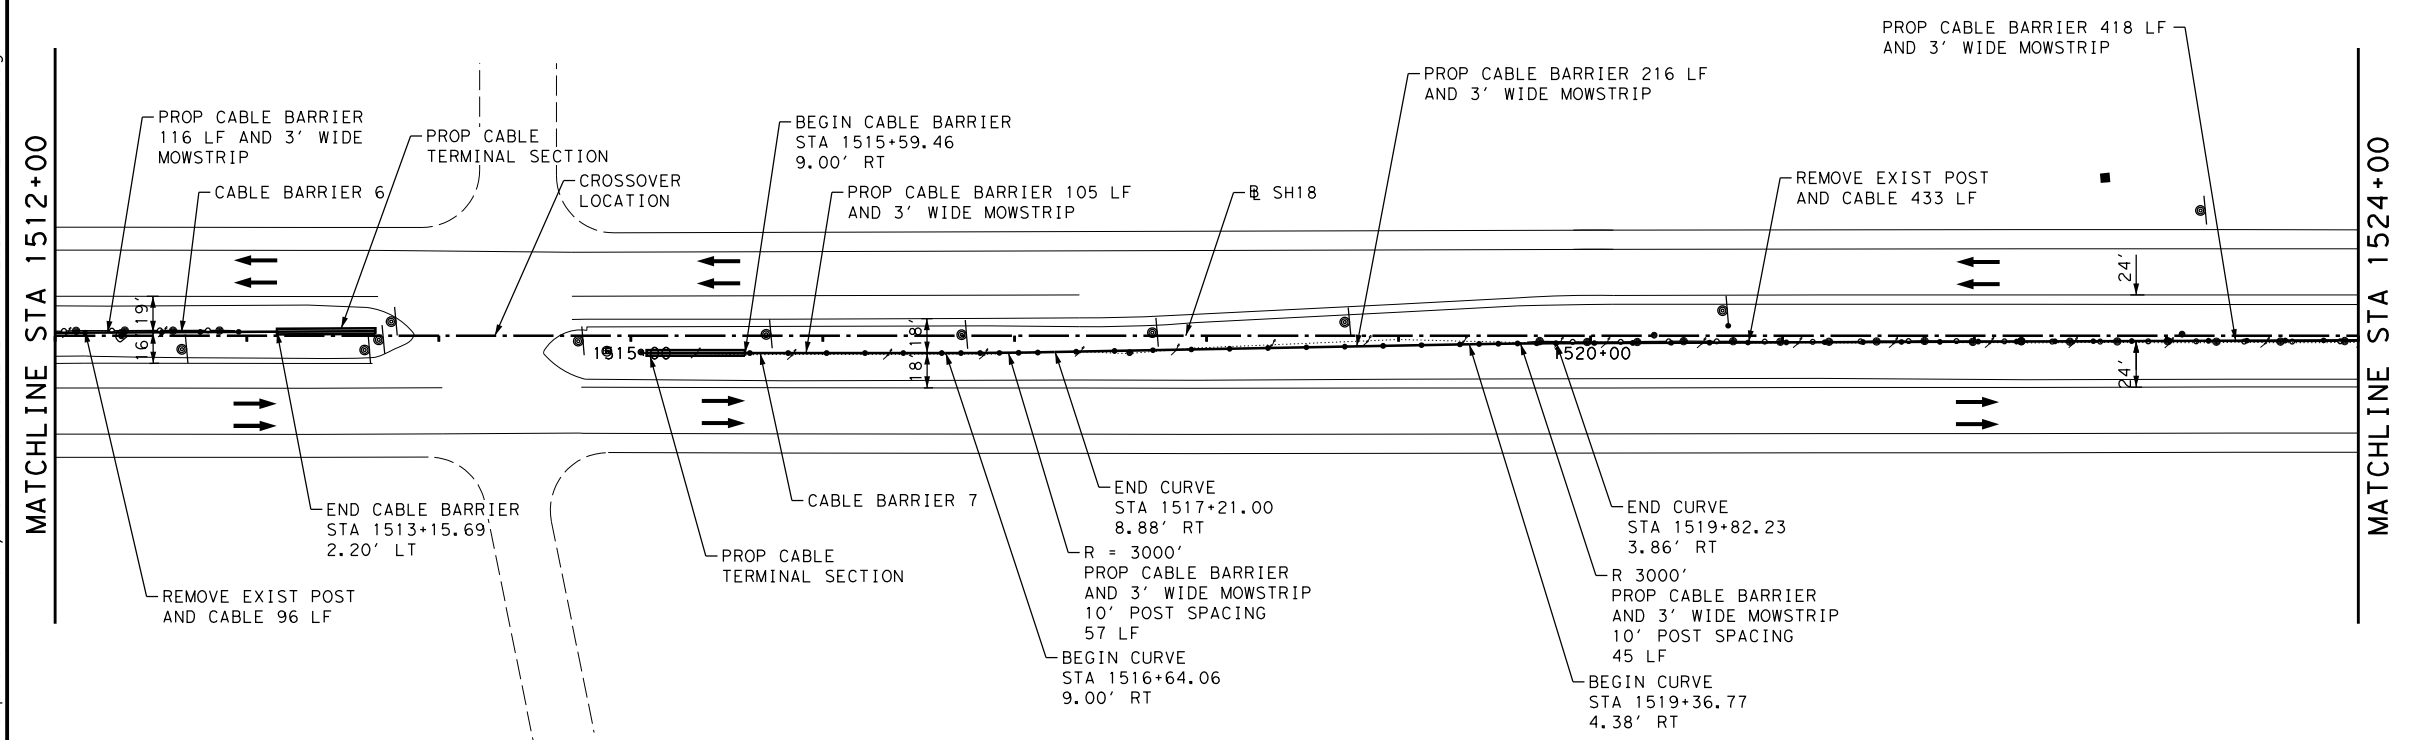 MATCHLINE STA 1512+00
PROP CABLE BARRIER
116 LF AND 3' WIDE
MOWSTRIP
CABLE BARRIER 6
PROP CABLE
TERMINAL SECTION
CROSSOVER
LOCATION
BEGIN CABLE BARRIER
STA 1515+59.46
9.00' RT
PROP CABLE BARRIER 105 LF
AND 3' WIDE MOWSTRIP
BL SH18
PROP CABLE BARRIER 216 LF
AND 3' WIDE MOWSTRIP
PROP CABLE BARRIER 418 LF
AND 3' WIDE MOWSTRIP
REMOVE EXIST POST
AND CABLE 433 LF
19'
16'
18'
18'
24'
24'
1515+00
1520+00
REMOVE EXIST POST
AND CABLE 96 LF
END CABLE BARRIER
STA 1513+15.69
2.20' LT
PROP CABLE
TERMINAL SECTION
CABLE BARRIER 7
END CURVE
STA 1517+21.00
8.88' RT
R = 3000'
PROP CABLE BARRIER
AND 3' WIDE MOWSTRIP
10' POST SPACING
57 LF
BEGIN CURVE
STA 1516+64.06
9.00' RT
END CURVE
STA 1519+82.23
3.86' RT
R 3000'
PROP CABLE BARRIER
AND 3' WIDE MOWSTRIP
10' POST SPACING
45 LF
BEGIN CURVE
STA 1519+36.77
4.38' RT
MATCHLINE STA 1524+00